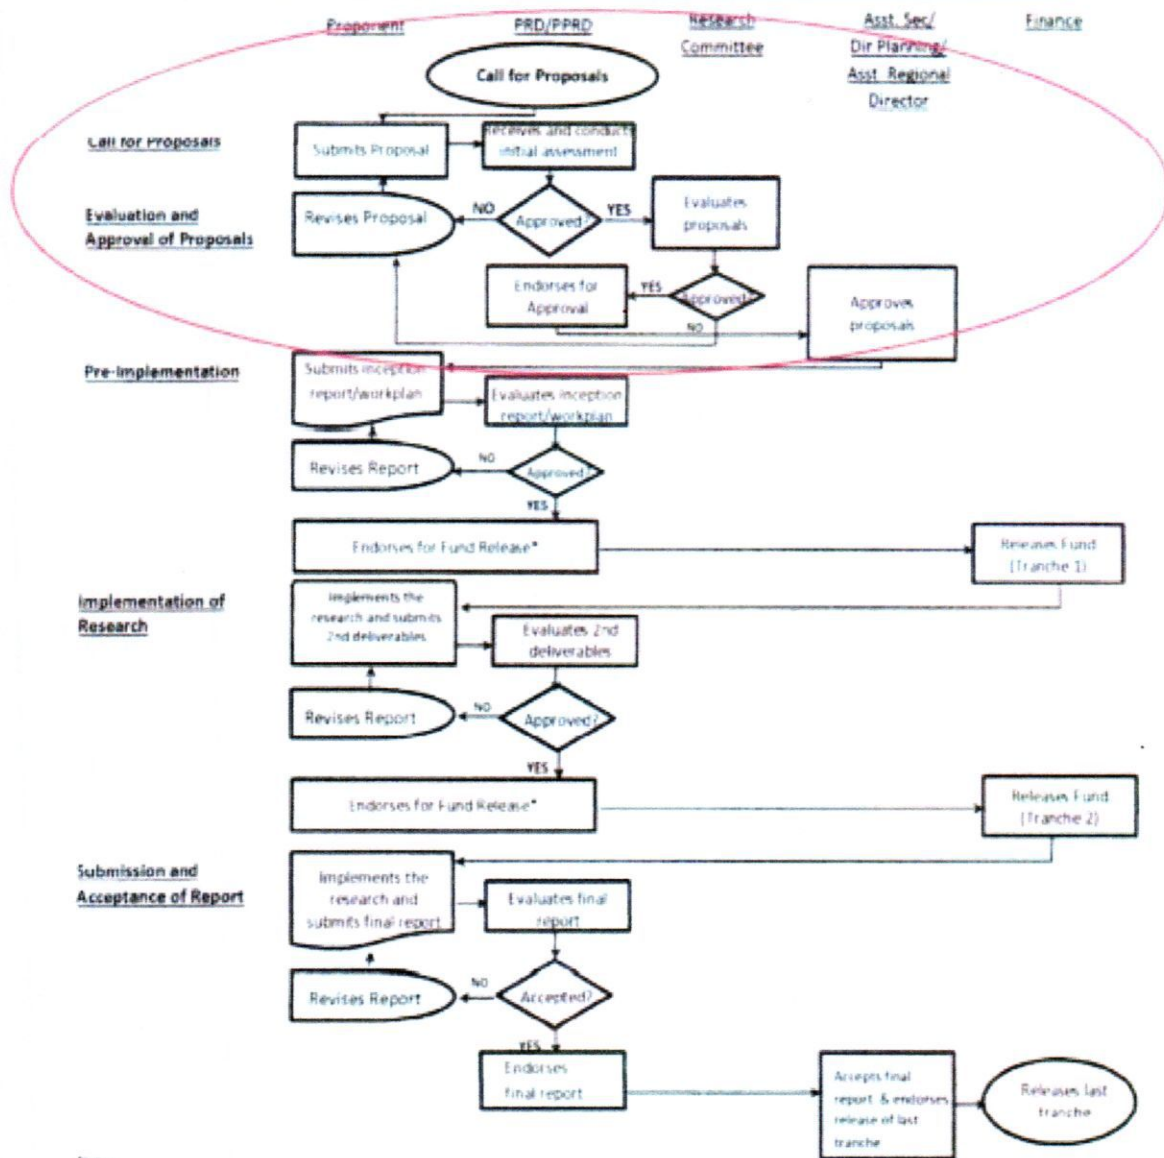 Proponent
PRD/PPRD
Research
Committee
Asst. Sec/
Dir Planning/
Asst. Regional
Director
Finance
Call for Proposals
Call for Proposals
Submits Proposal
Receives and conducts
initial assessment
Evaluation and
Approval of Proposals
Revises Proposal
NO
Approved?
YES
Evaluates
proposals
Endorses for
Approval
YES
Approved?
NO
Approves
proposals
Pre-Implementation
Submits inception
report/workplan
Evaluates inception
report/workplan
Revises Report
NO
Approved?
YES
Endorses for Fund Release*
Releases Fund
(Tranche 1)
Implementation of
Research
Implements the
research and submits
2nd deliverables
Evaluates 2nd
deliverables
Revises Report
NO
Approved?
YES
Endorses for Fund Release*
Releases Fund
(Tranche 2)
Submission and
Acceptance of Report
Implements the
research and
submits final report
Evaluates final
report
Revises Report
NO
Accepted?
YES
Endorses
final report
Accepts final
report & endorses
release of last
tranche
Releases last
tranche